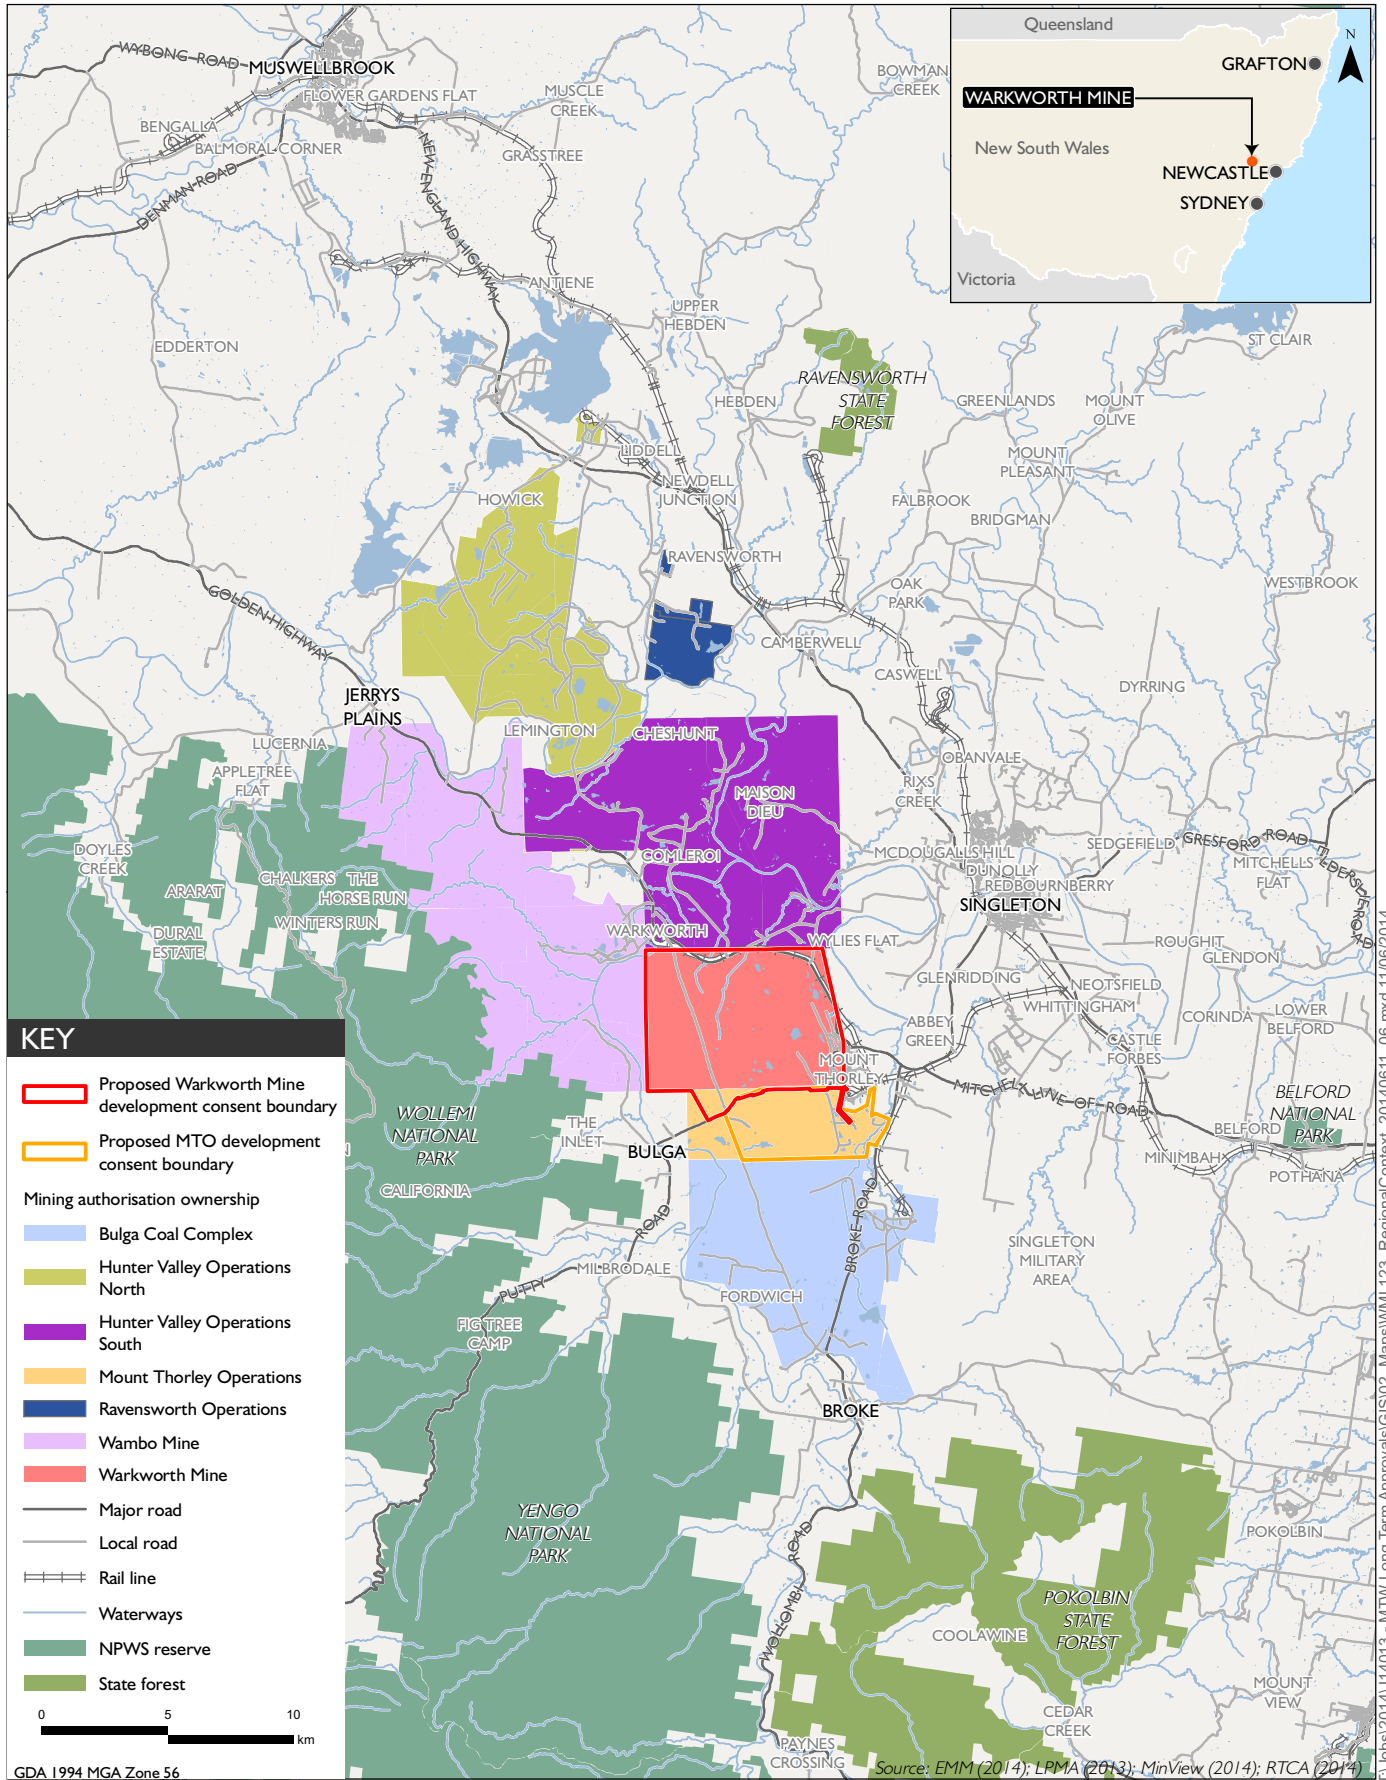 Queensland
N
GRAFTON
WARKWORTH MINE
New South Wales
NEWCASTLE
SYDNEY
Victoria
WYBONG ROAD
MUSWELLBROOK
FLOWER GARDENS FLAT
MUSCLE
CREEK
BOWMAN
CREEK
BENGALLA
BALMORAL CORNER
GRASSTREE
DENMAN ROAD
NEW ENGLAND HIGHWAY
ANTIENE
UPPER
HEBDEN
EDDERTON
ST CLAIR
RAVENSWORTH
STATE
FOREST
HEBDEN
GREENLANDS
MOUNT
OLIVE
LIDDELL
MOUNT
PLEASANT
NEWDELL
JUNCTION
HOWICK
FALBROOK
BRIDGMAN
RAVENSWORTH
OAK
PARK
WESTBROOK
GOLDEN HIGHWAY
CAMBERWELL
CASWELL
DYRRING
JERRYS
PLAINS
LEMINGTON
CHESHUNT
LUCERNIA
OBANVALE
APPLETREE
FLAT
RIXS
CREEK
MAISON
DIEU
DOYLES
CREEK
COMLEROI
MCDOUGALLS HILL
SEDGEFIELD
GRESFORD ROAD
ELDERSLIE ROAD
MITCHELLS
FLAT
DUNOLLY
REDBOURNBERRY
ARARAT
CHALKERS
THE
HORSE RUN
SINGLETON
WINTERS RUN
DURAL
ESTATE
WARKWORTH
WYLIES FLAT
ROUGHIT
GLENDON
GLENRIDDING
NEOTSFIELD
WHITTINGHAM
CORINDA
LOWER
BELFORD
ABBEY
GREEN
CASTLE
FORBES
MOUNT
THORLEY
MITCHELL LINE OF ROAD
BELFORD
NATIONAL
PARK
WOLLEMI
NATIONAL
PARK
THE
INLET
BULGA
BELFORD
MINIMBAH
POTHANA
CALIFORNIA
BROKE ROAD
PUTTY
ROAD
MILBRODALE
SINGLETON
MILITARY
AREA
FORDWICH
FIG TREE
CAMP
BROKE
YENGO
NATIONAL
PARK
POKOLBIN
WOLLOMBI ROAD
POKOLBIN
STATE
FOREST
COOLAWINE
MOUNT
VIEW
CEDAR
CREEK
PAYNES
CROSSING
KEY
Proposed Warkworth Mine
development consent boundary
Proposed MTO development
consent boundary
Mining authorisation ownership
Bulga Coal Complex
Hunter Valley Operations
North
Hunter Valley Operations
South
Mount Thorley Operations
Ravensworth Operations
Wambo Mine
Warkworth Mine
Major road
Local road
Rail line
Waterways
NPWS reserve
State forest
0 5 10
km
GDA 1994 MGA Zone 56
Source: EMM (2014); LPMA (2013); MinView (2014); RTCA (2014)